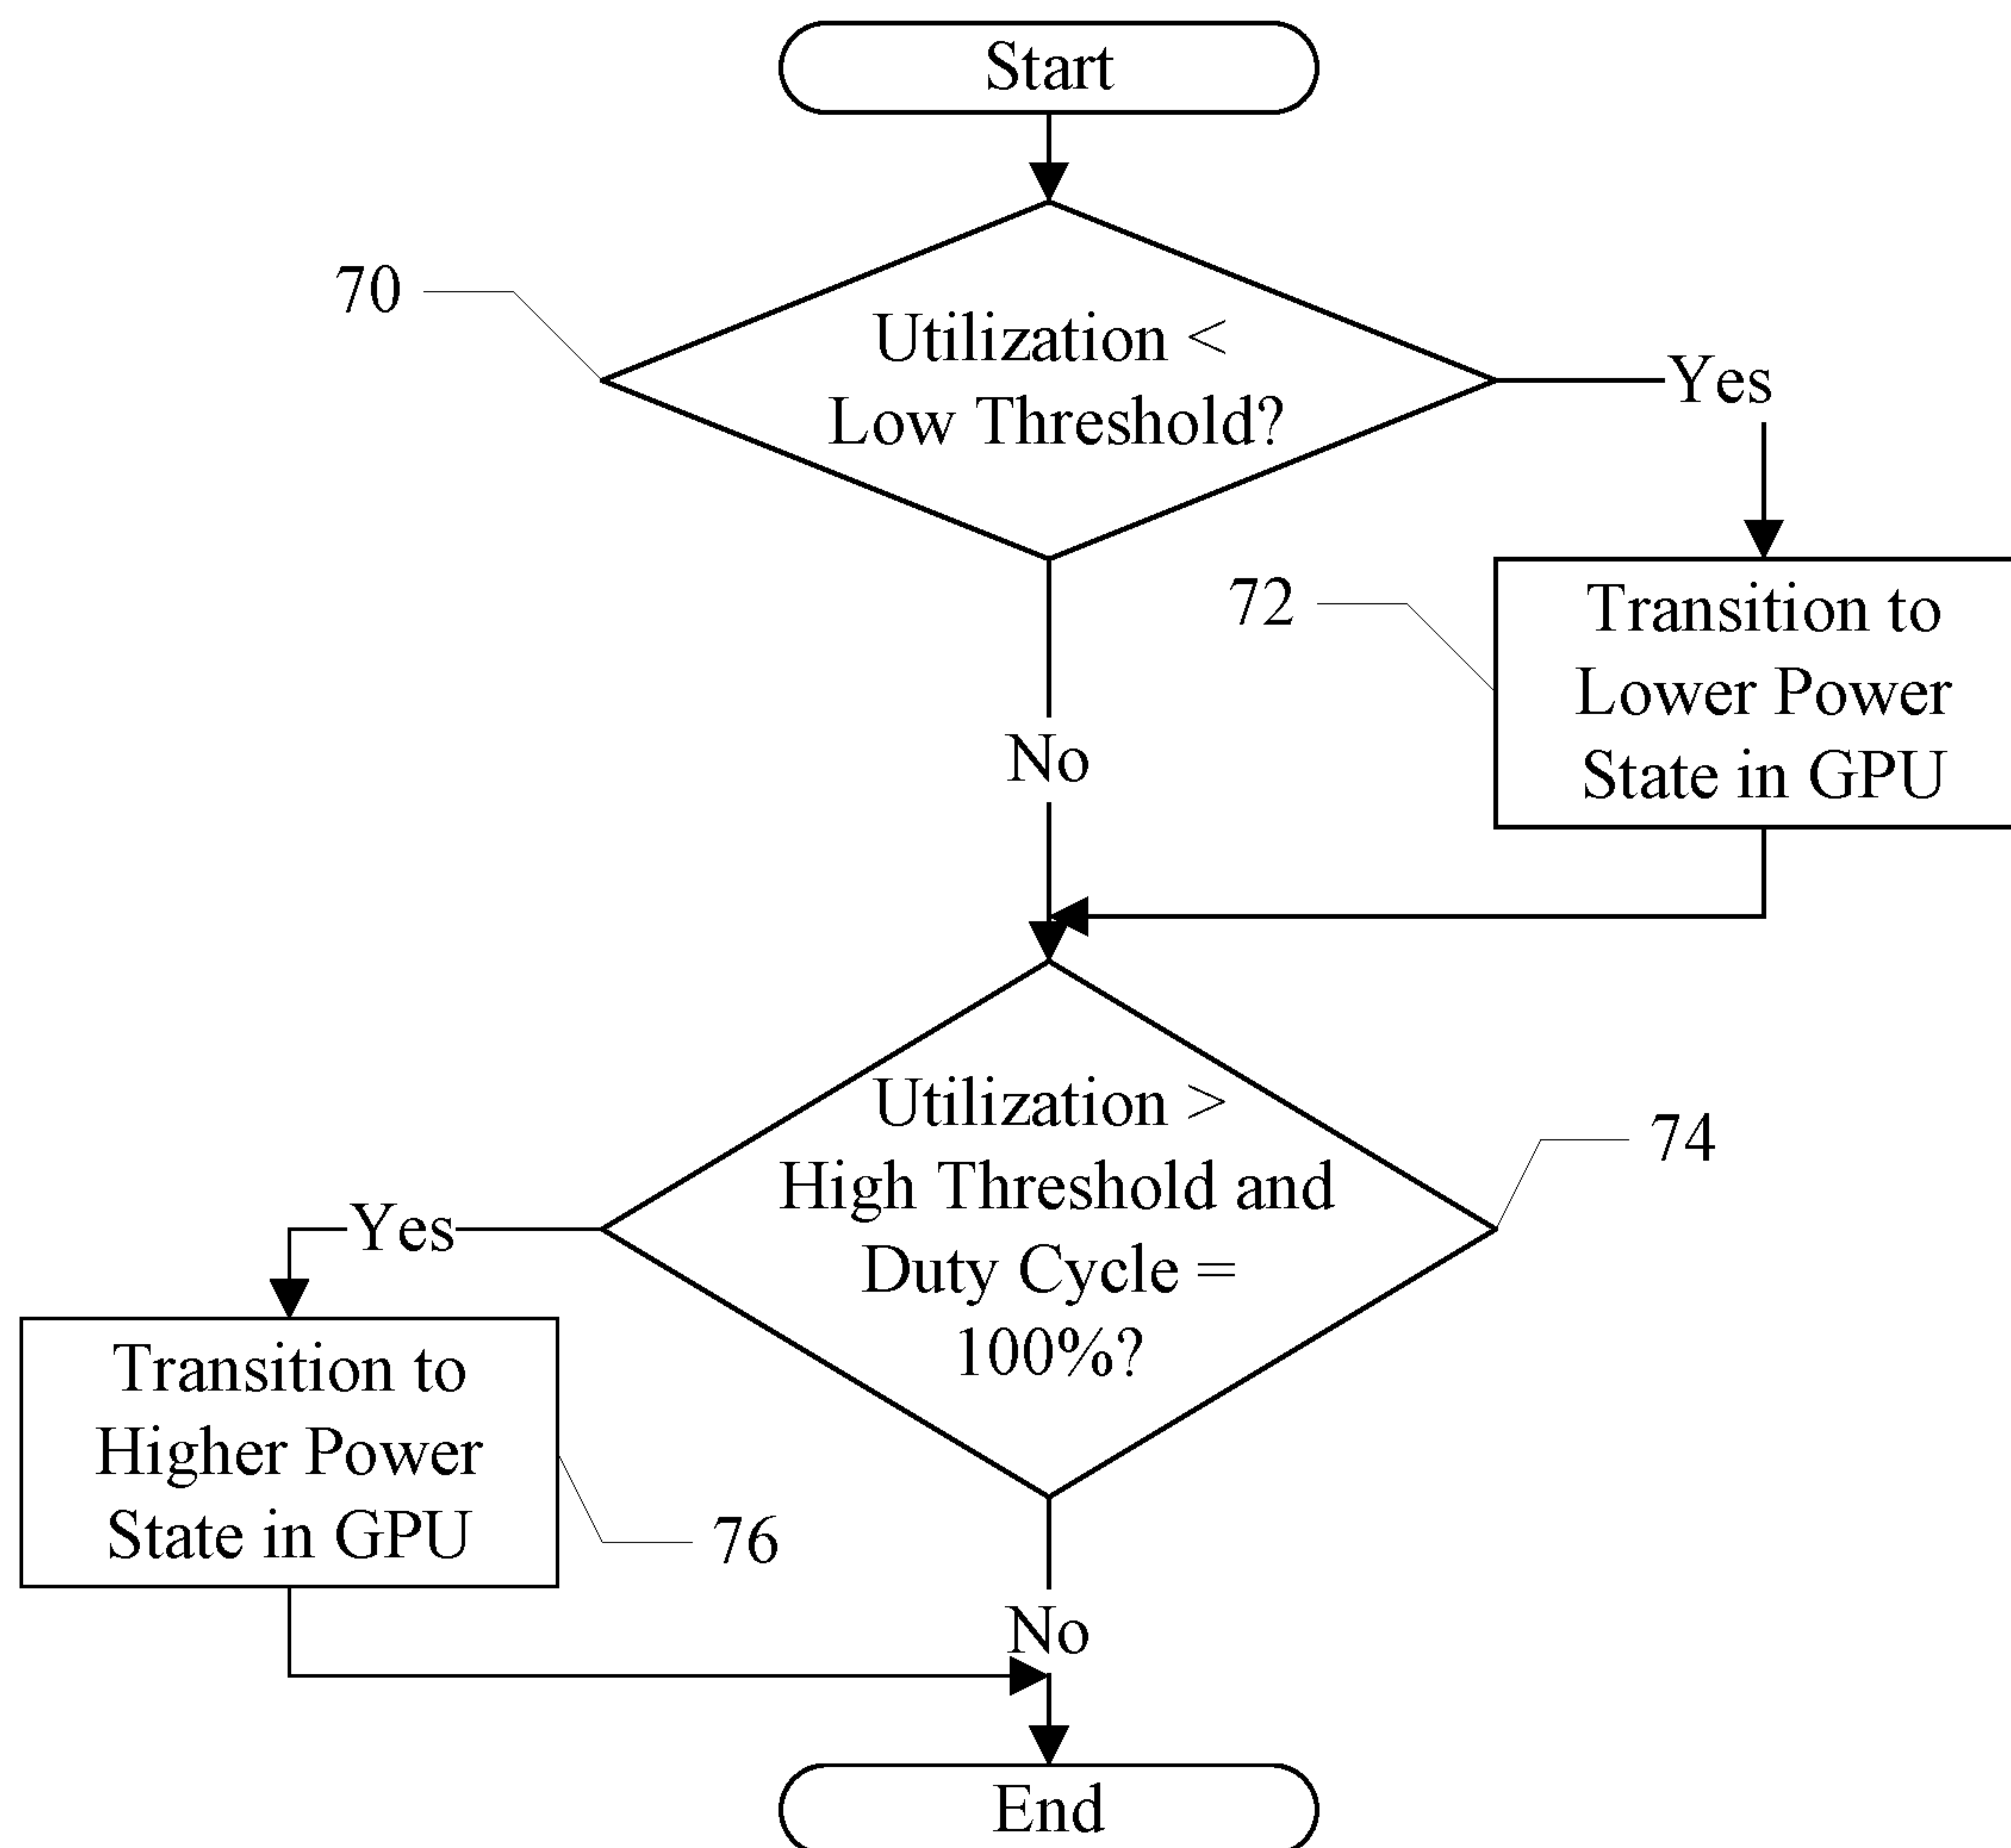 Start
70
Utilization <
Low Threshold?
Yes
72
Transition to
Lower Power
State in GPU
No
Utilization >
High Threshold and
Duty Cycle =
100%?
74
Yes
Transition to
Higher Power
State in GPU
76
No
End